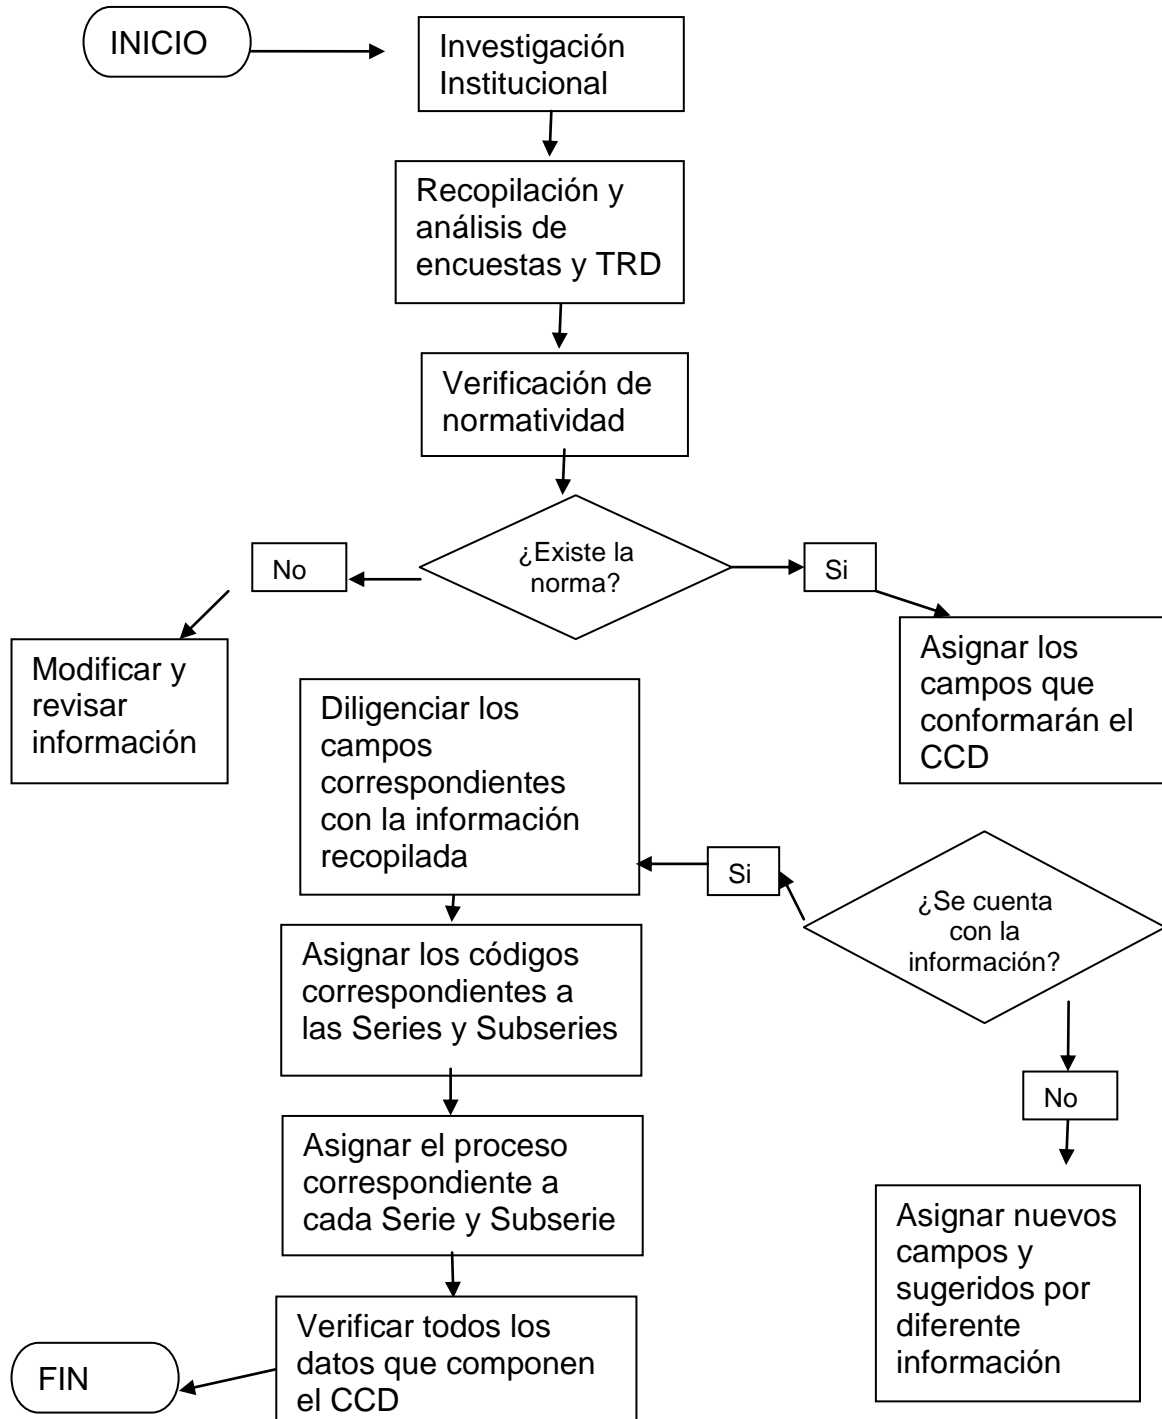 INICIO
Investigación
Institucional
Recopilación y
análisis de
encuestas y TRD
Verificación de
normatividad
¿Existe la
norma?
No
Si
Modificar y
revisar
información
Asignar los
campos que
conformarán el
CCD
Diligenciar los
campos
correspondientes
con la información
recopilada
Si
¿Se cuenta
con la
información?
Asignar los códigos
correspondientes a
las Series y Subseries
No
Asignar el proceso
correspondiente a
cada Serie y Subserie
Asignar nuevos
campos y
sugeridos por
diferente
información
Verificar todos los
datos que componen
el CCD
FIN